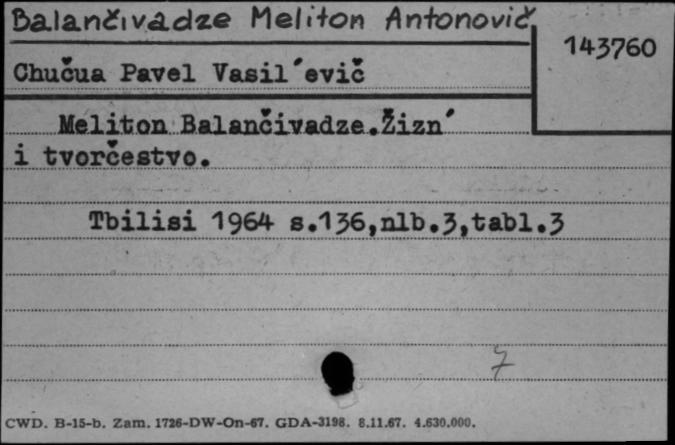 Balančivadze Meliton Antonovič
143760
Chučua Pavel Vasil´evič
Meliton Balančivadze.Žizn´
i tvorčestvo.
Tbilisi 1964 s.136,nlb.3,tabl.3
7
CWD. B-15-b. Zam. 1726-DW-On-67. GDA-3198. 8.11.67. 4.630.000.